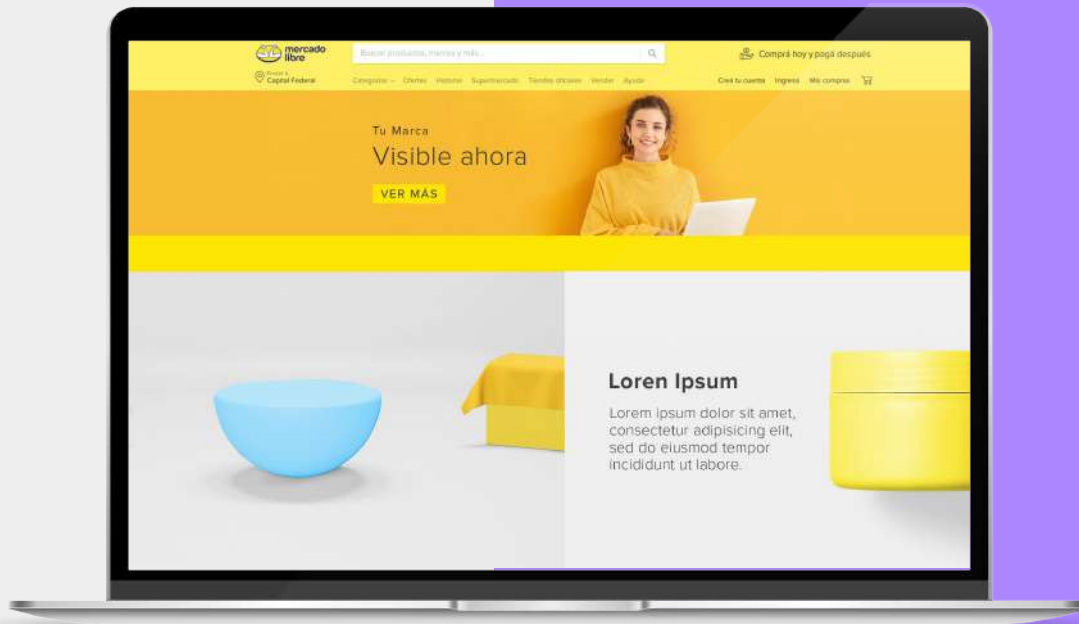 mercado
libre
Buscar productos, marcas y más...
Comprá hoy y pagá después
Enviar a
Capital Federal
Categorías Ofertas Historial Supermercado Tiendas oficiales Vender Ayuda
Creá tu cuenta Ingresá Mis compras
Tu Marca
Visible ahora
VER MÁS
Loren Ipsum
Lorem ipsum dolor sit amet,
consectetur adipisicing elit,
sed do eiusmod tempor
incididunt ut labore.